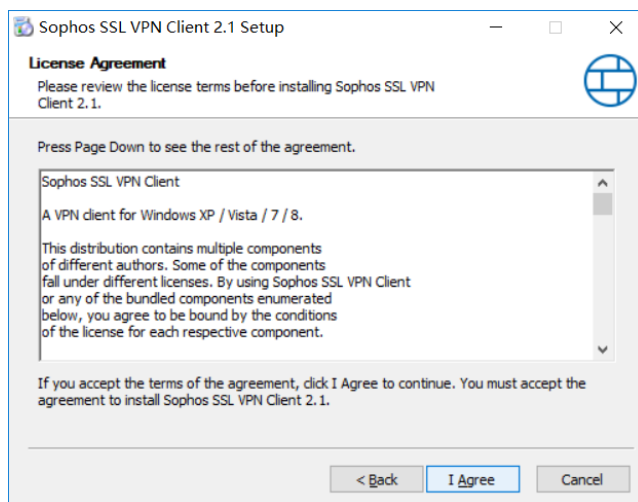 Sophos SSL VPN Client 2.1 Setup
License Agreement
Please review the license terms before installing Sophos SSL VPN
Client 2.1.
Press Page Down to see the rest of the agreement.
Sophos SSL VPN Client
A VPN client for Windows XP / Vista / 7 / 8.
This distribution contains multiple components
of different authors. Some of the components
fall under different licenses. By using Sophos SSL VPN Client
or any of the bundled components enumerated
below, you agree to be bound by the conditions
of the license for each respective component.
If you accept the terms of the agreement, click I Agree to continue. You must accept the
agreement to install Sophos SSL VPN Client 2.1.
< Back
I Agree
Cancel